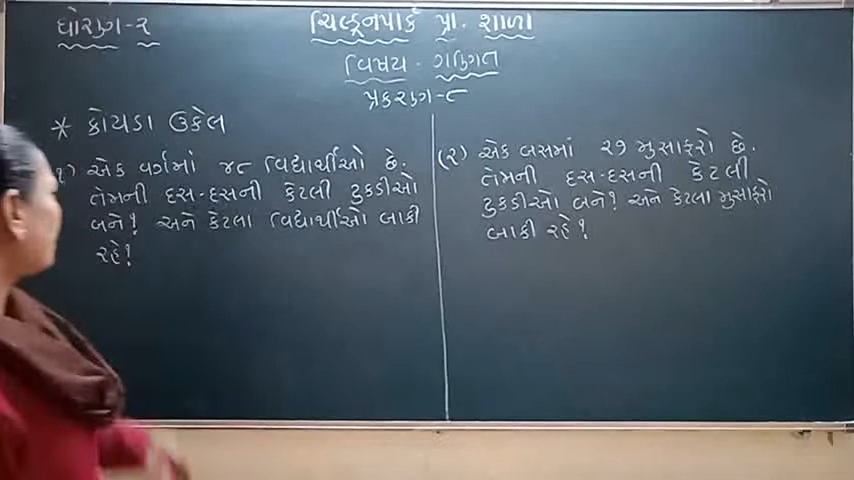 ધોરણ-૨
ચિલ્ડ્રનપાર્ક પ્રા. શાળા
વિષય - ગણિત
પ્રકરણ-૮
* કોયડા ઉકેલ
૧) એક વર્ગમાં ૪૮ વિદ્યાર્થીઓ છે.
તેમની દસ-દસની કેટલી ટુકડીઓ
બને? અને કેટલા વિદ્યાર્થીઓ બાકી
રહે?
(૨) એક બસમાં ૨૭ મુસાફરો છે.
તેમની દસ-દસની કેટલી
ટુકડીઓ બને? અને કેટલા મુસાફરો
બાકી રહે?